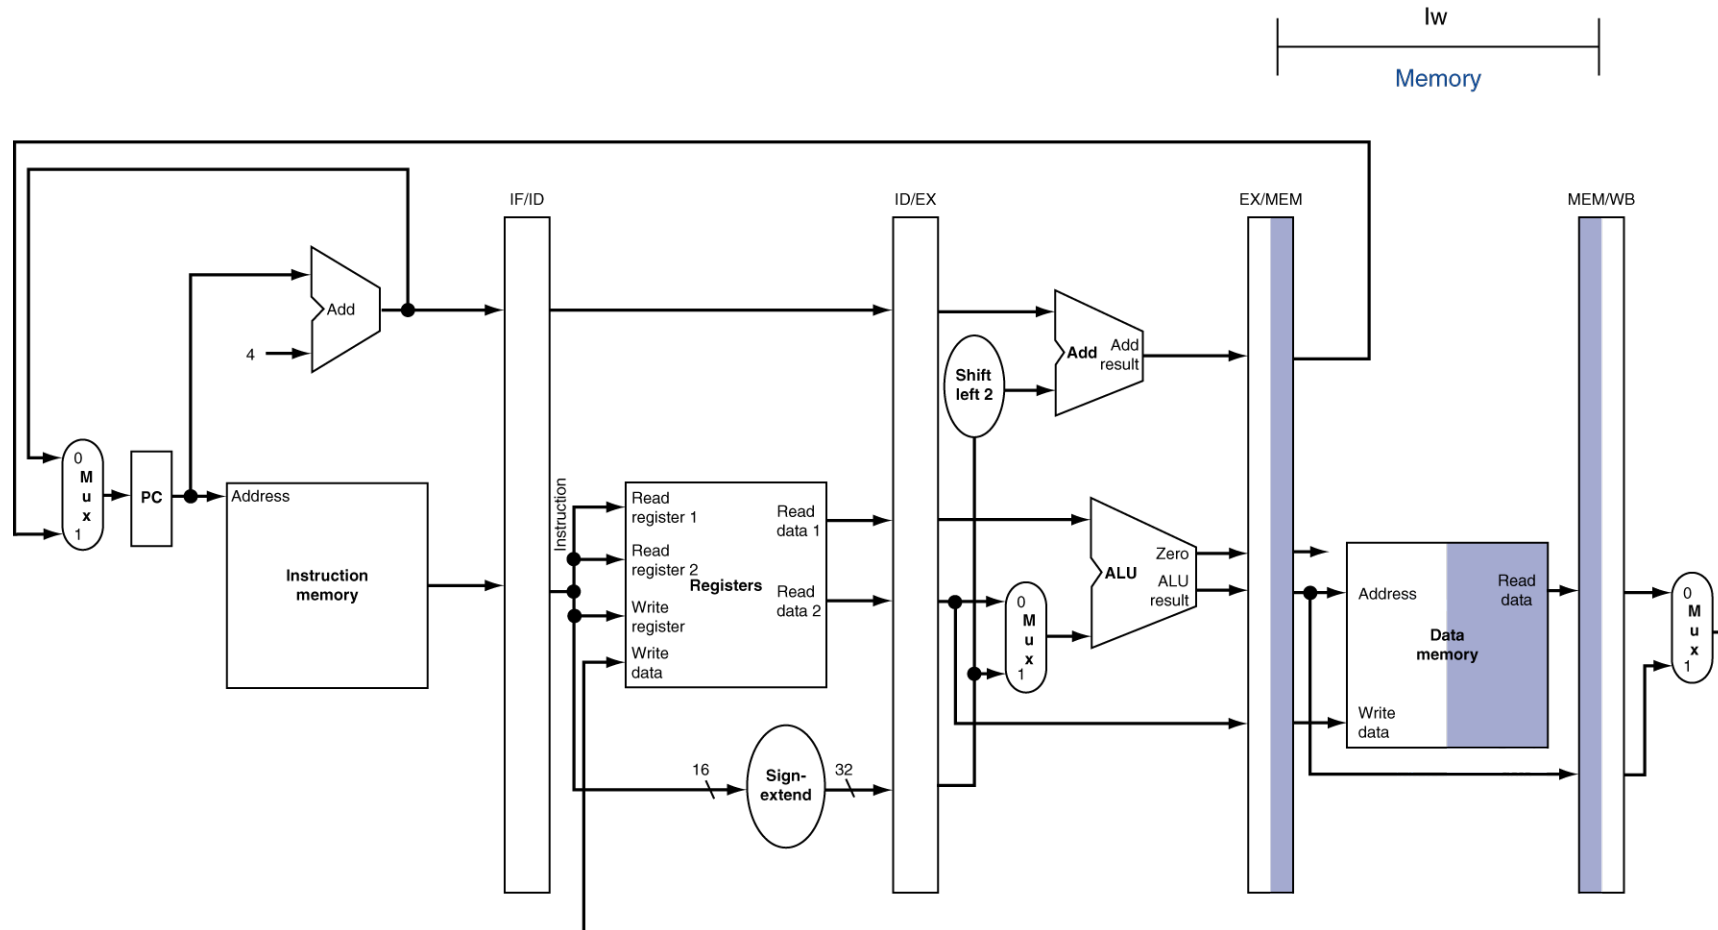 lw
Memory
IF/ID
ID/EX
EX/MEM
MEM/WB
Add
4
Add
Add
result
Shift
left 2
0
M
u
x
1
PC
Address
Instruction
memory
Instruction
Read
register 1
Read
register 2
Write
register
Write
data
Registers
Read
data 1
Read
data 2
16
Sign-
extend
32
0
M
u
x
1
Zero
ALU
ALU
result
Address
Read
data
Data
memory
Write
data
0
M
u
x
1